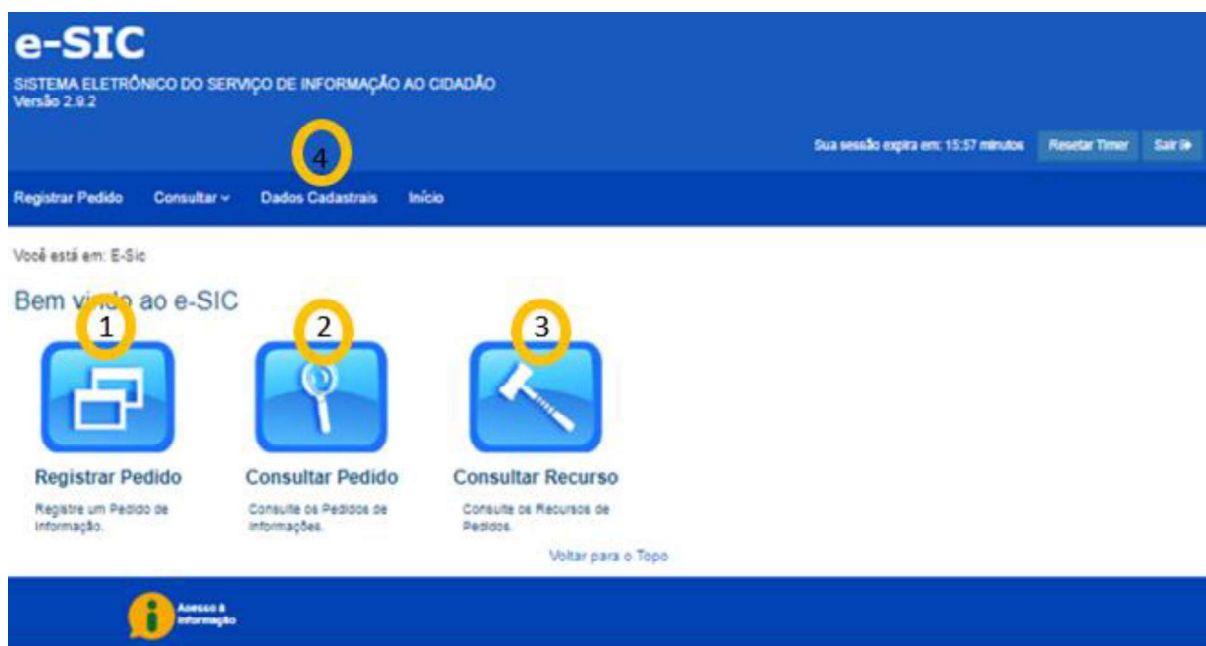 e-SIC
SISTEMA ELETRÔNICO DO SERVIÇO DE INFORMAÇÃO AO CIDADÃO
Versão 2.9.2
Sua sessão expira em: 15:57 minutos Resetar Timer Sair
4
Registrar Pedido Consultar Dados Cadastrais Início
Você está em: E-Sic
Bem vindo ao e-SIC
1 2 3
Registrar Pedido Consultar Pedido Consultar Recurso
Registre um Pedido de Consulte os Pedidos de Consulte os Recursos de
Informação. Informações. Pedidos.
Voltar para o Topo
Acesso à
Informação